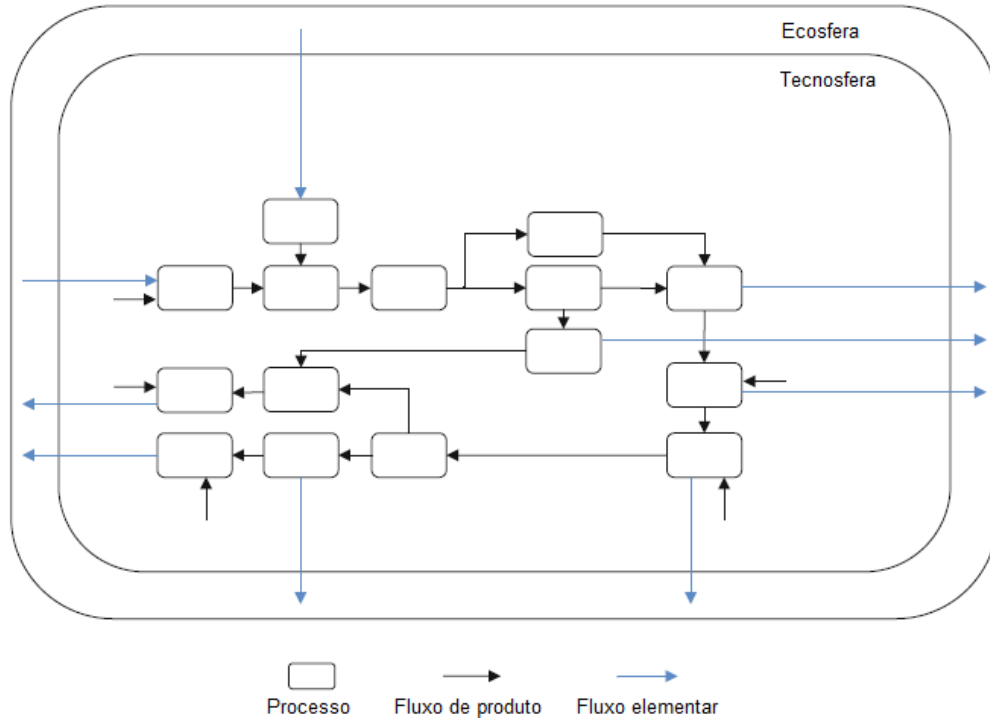 Ecosfera
Tecnosfera
Processo
Fluxo de produto
Fluxo elementar